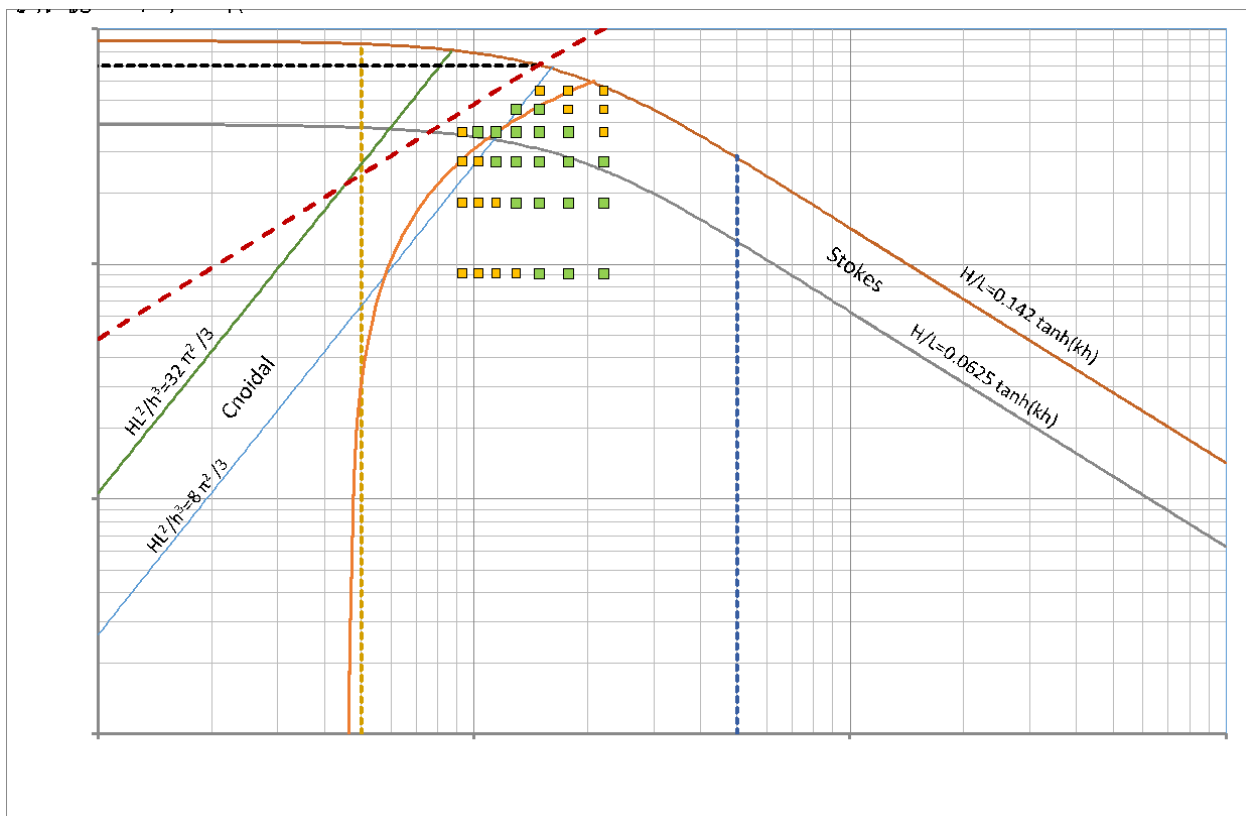 Stokes
H/L=0.142 tanh(kh)
H/L=0.0625 tanh(kh)
HL²/h³=32 π²/3
Cnoidal
HL²/h³=8 π²/3